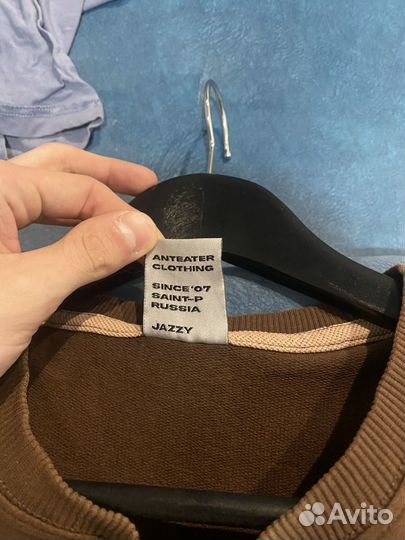 ANTEATER
CLOTHING
SINCE'07
SAINT-P
RUSSIA
JAZZY
Avito